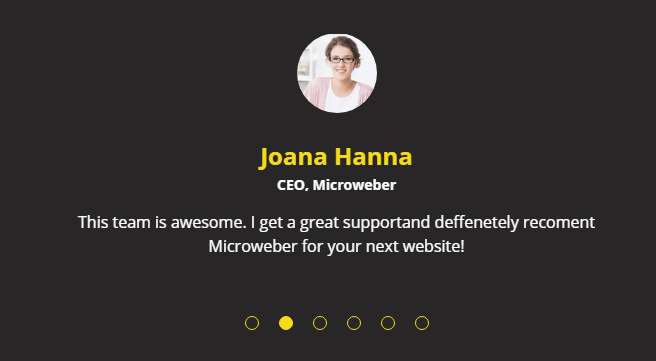 Joana Hanna
CEO, Microweber
This team is awesome. I get a great supportand deffenetely recoment
Microweber for your next website!